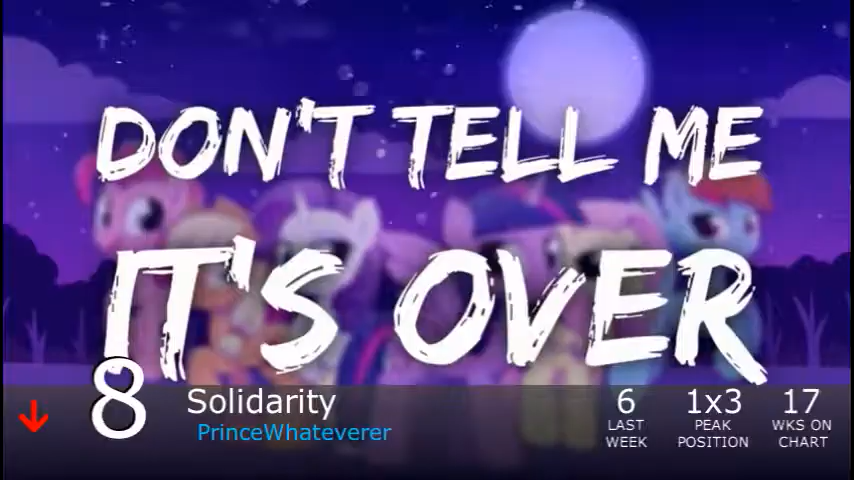 DON'T TELL ME
IT'S OVER
8
Solidarity
PrinceWhateverer
6
LAST
WEEK
1x3
PEAK
POSITION
17
WKS ON
CHART